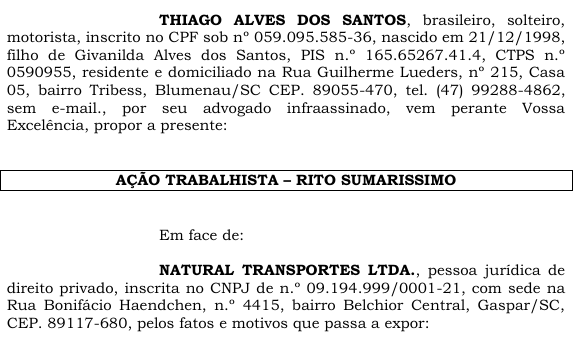 THIAGO ALVES DOS SANTOS, brasileiro, solteiro,
motorista, inscrito no CPF sob nº 059.095.585-36, nascido em 21/12/1998,
filho de Givanilda Alves dos Santos, PIS n.º 165.65267.41.4, CTPS n.º
0590955, residente e domiciliado na Rua Guilherme Lueders, nº 215, Casa
05, bairro Tribess, Blumenau/SC CEP. 89055-470, tel. (47) 99288-4862,
sem e-mail., por seu advogado infraassinado, vem perante Vossa
Excelência, propor a presente:
AÇÃO TRABALHISTA – RITO SUMARISSIMO
Em face de:
NATURAL TRANSPORTES LTDA., pessoa jurídica de
direito privado, inscrita no CNPJ de n.º 09.194.999/0001-21, com sede na
Rua Bonifácio Haendchen, n.º 4415, bairro Belchior Central, Gaspar/SC,
CEP. 89117-680, pelos fatos e motivos que passa a expor: